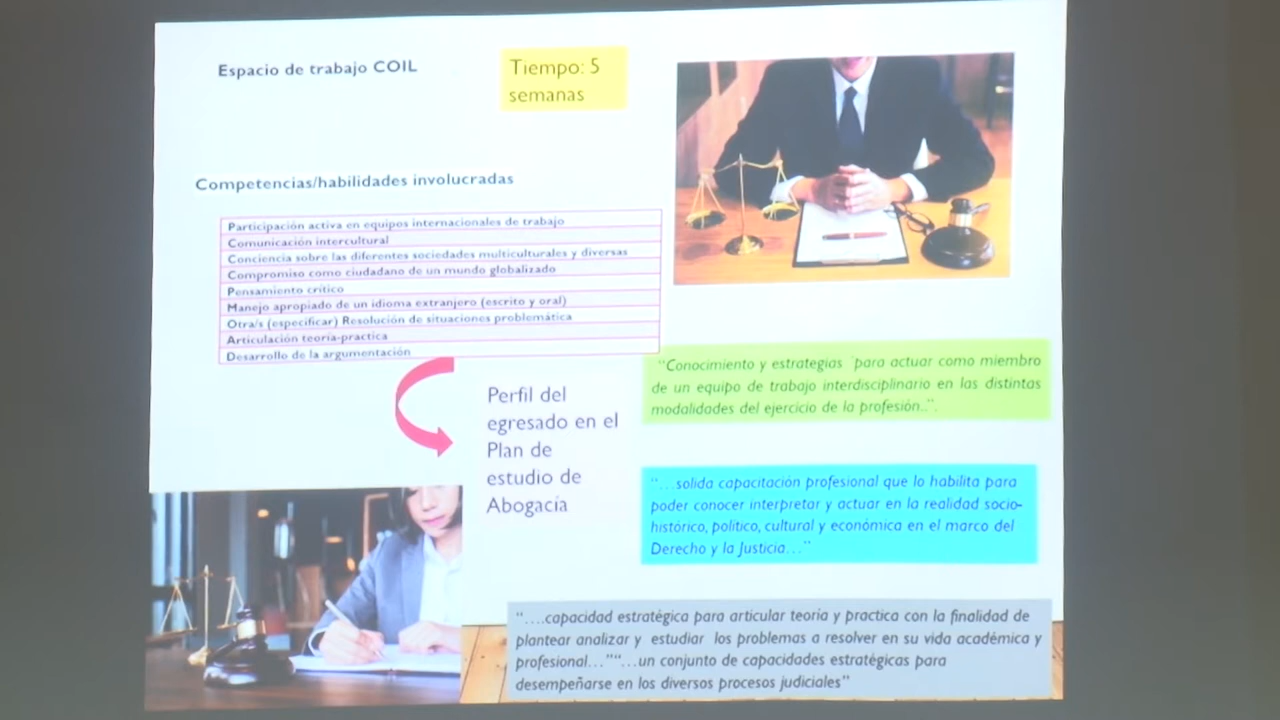 Espacio de trabajo COIL
Tiempo: 5
semanas
Competencias/habilidades involucradas
Participación activa en equipos internacionales de trabajo
Comunicación intercultural
Conciencia sobre las diferentes sociedades multiculturales y diversas
Compromiso como ciudadano de un mundo globalizado
Pensamiento crítico
Manejo apropiado de un idioma extranjero (escrito y oral)
Otra/s (especificar) Resolución de situaciones problemática
Articulación teoría-practica
Desarrollo de la argumentación
Perfil del
egresado en el
Plan de
estudio de
Abogacía
“Conocimiento y estrategias ´para actuar como miembro
de un equipo de trabajo interdisciplinario en las distintas
modalidades del ejercicio de la profesión..”.
“…solida capacitación profesional que lo habilita para
poder conocer interpretar y actuar en la realidad socio-
histórico, político, cultural y económica en el marco del
Derecho y la Justicia…”
“….capacidad estratégica para articular teoría y practica con la finalidad de
plantear analizar y estudiar los problemas a resolver en su vida académica y
profesional…”“…un conjunto de capacidades estratégicas para
desempeñarse en los diversos procesos judiciales”